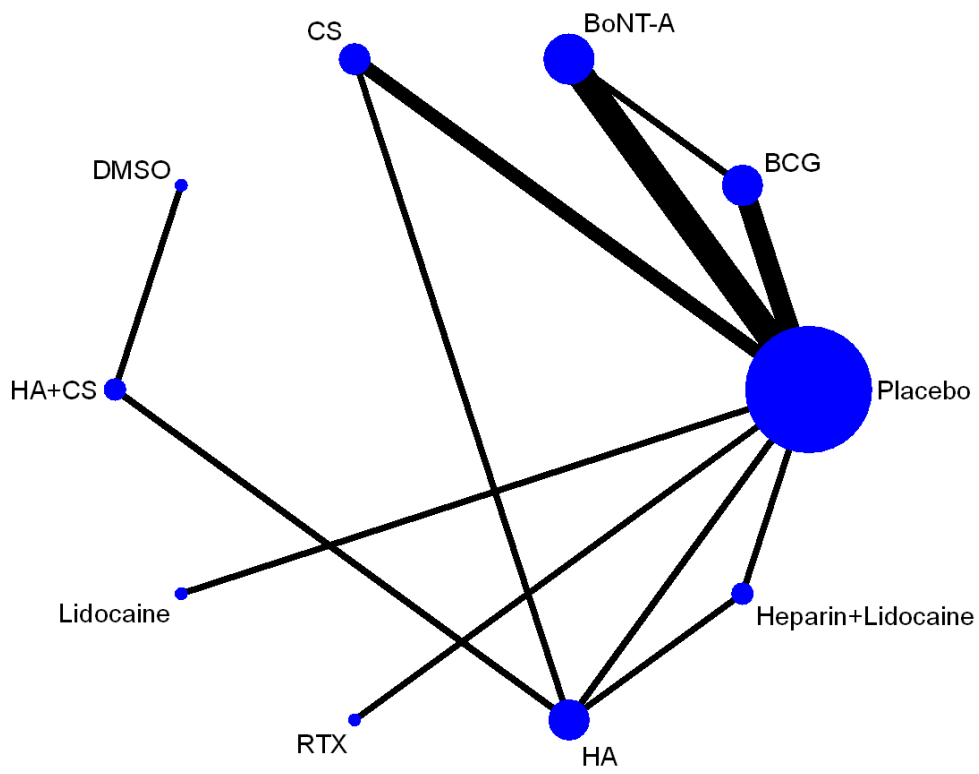 BoNT-A
CS
BCG
DMSO
HA+CS
Placebo
Lidocaine
Heparin+Lidocaine
RTX
HA